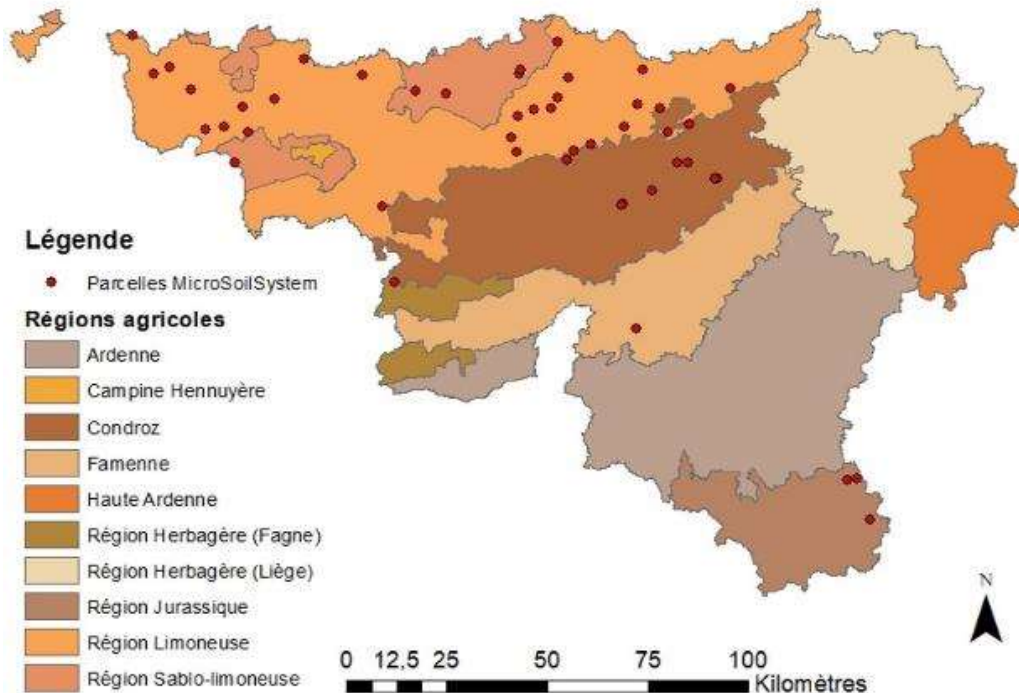 Légende
Parcelles MicroSoilSystem
Régions agricoles
Ardenne
Campine Hennuyère
Condroz
Famenne
Haute Ardenne
Région Herbagère (Fagne)
Région Herbagère (Liège)
Région Jurassique
Région Limoneuse
Région Sablo-limoneuse
N
0 12,5 25 50 75 100
Kilomètres